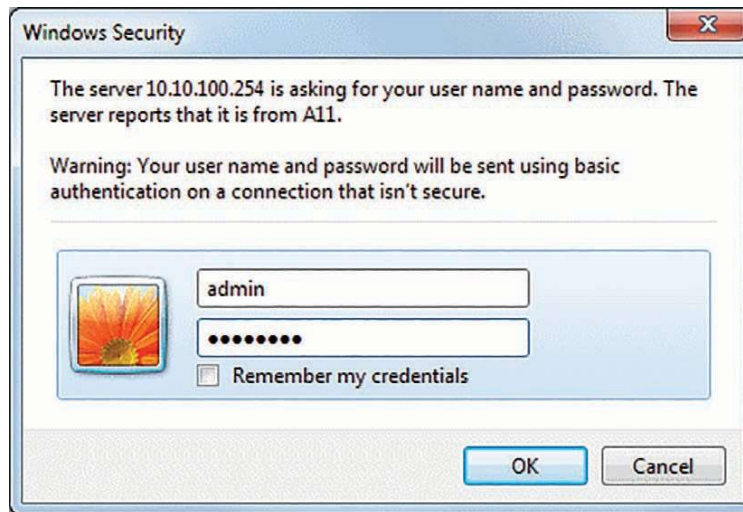 Windows Security
The server 10.10.100.254 is asking for your user name and password. The
server reports that it is from A11.
Warning: Your user name and password will be sent using basic
authentication on a connection that isn't secure.
admin
••••••••
Remember my credentials
OK
Cancel